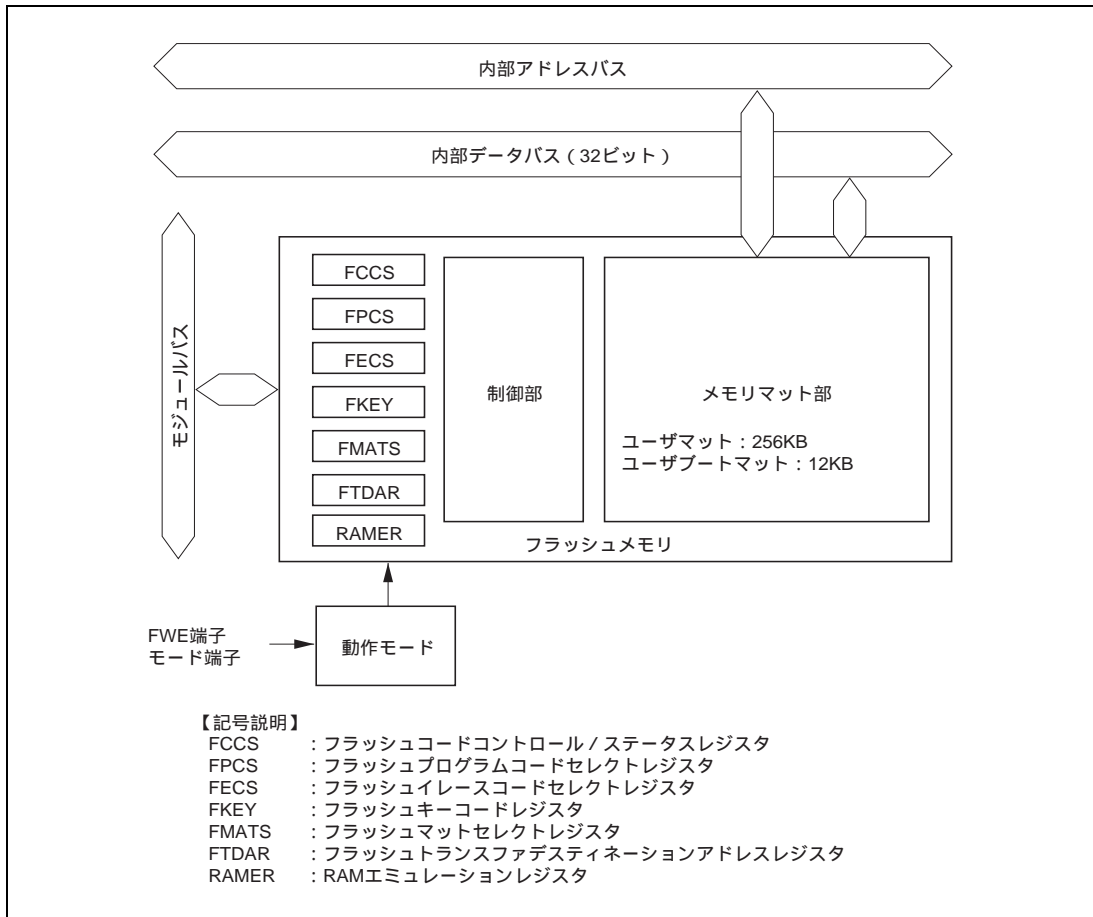 内部アドレスバス
内部データバス（32ビット）
モジュールバス
FCCS
FPCS
FECS
FKEY
FMATS
FTDAR
RAMER
制御部
メモリマット部
ユーザマット：256KB
ユーザブートマット：12KB
フラッシュメモリ
FWE端子
モード端子
動作モード
【記号説明】
FCCS ：フラッシュコードコントロール／ステータスレジスタ
FPCS ：フラッシュプログラムコードセレクトレジスタ
FECS ：フラッシュイレースコードセレクトレジスタ
FKEY ：フラッシュキーコードレジスタ
FMATS ：フラッシュマットセレクトレジスタ
FTDAR ：フラッシュトランスファデスティネーションアドレスレジスタ
RAMER ：RAMエミュレーションレジスタ